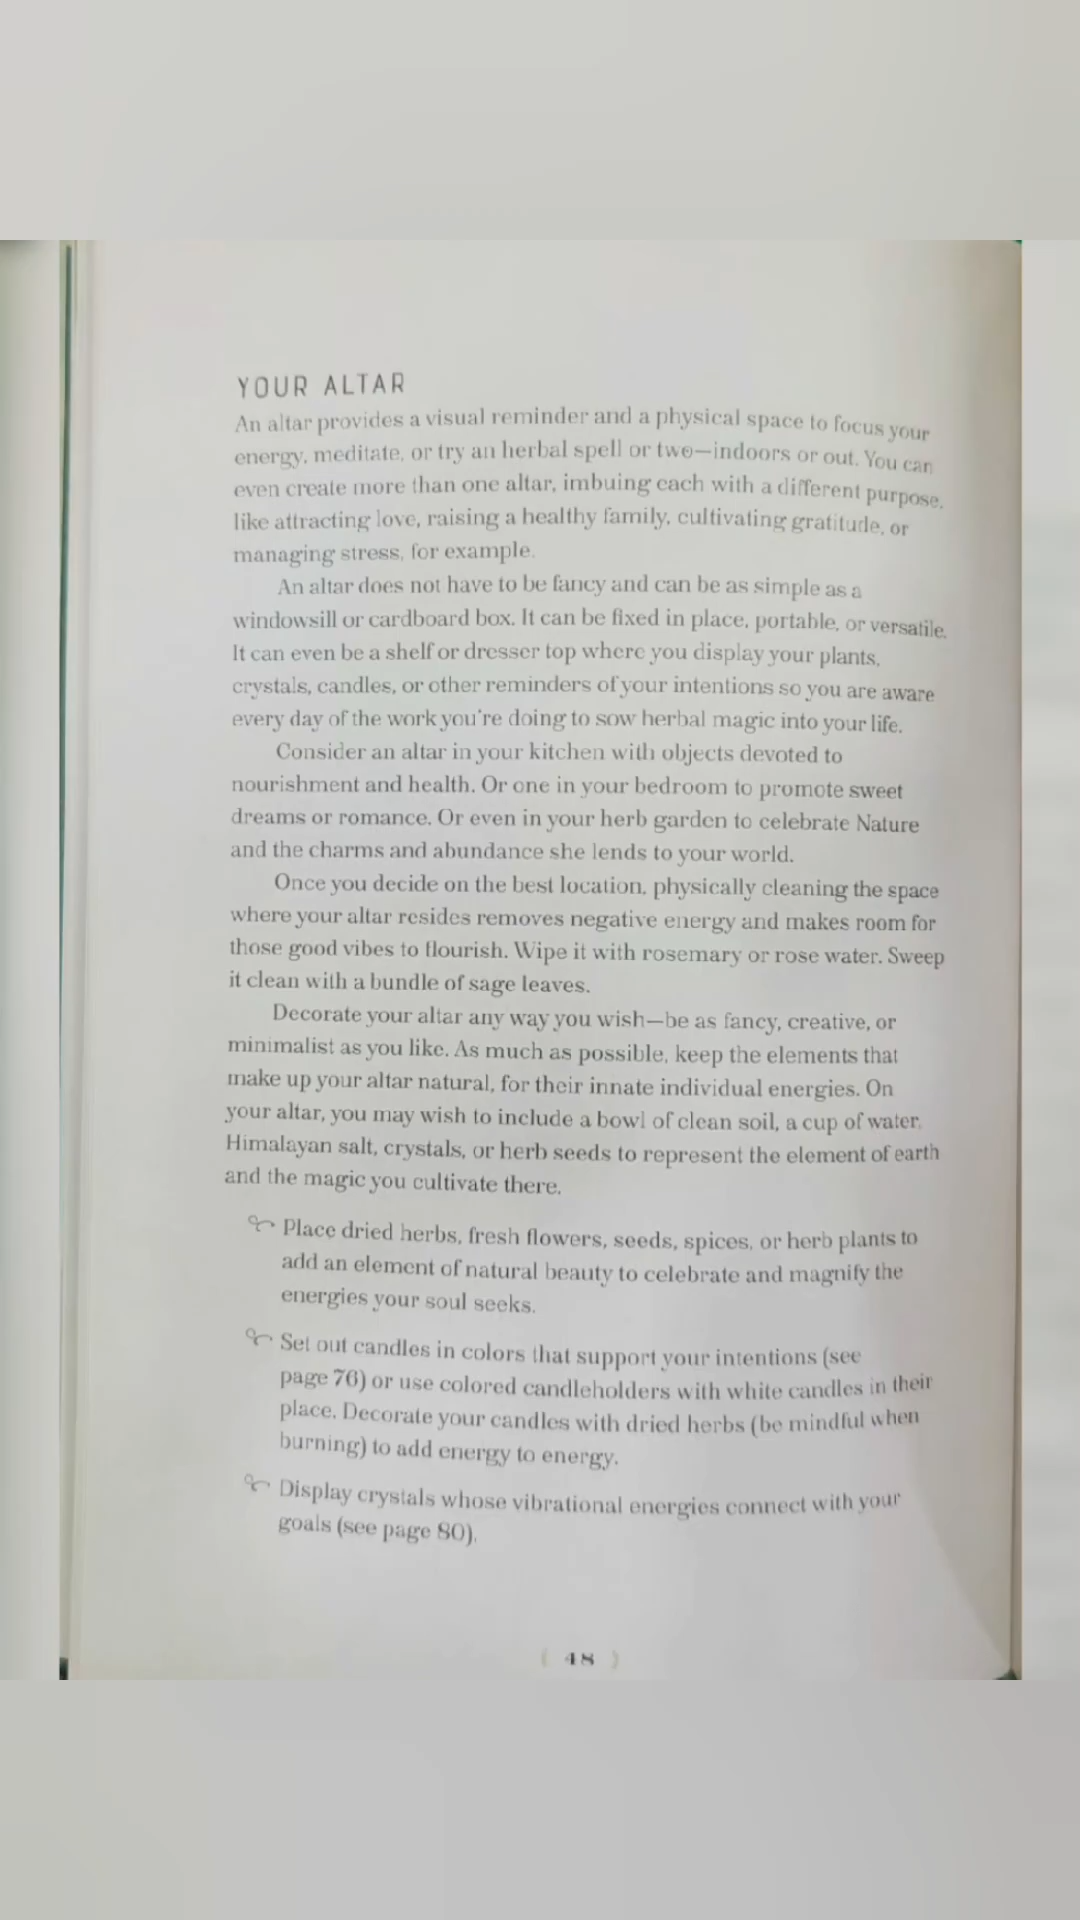 YOUR ALTAR
An altar provides a visual reminder and a physical space to focus your
energy, meditate, or try an herbal spell or two—indoors or out. You can
even create more than one altar, imbuing each with a different purpose,
like attracting love, raising a healthy family, cultivating gratitude, or
managing stress, for example.
An altar does not have to be fancy and can be as simple as a
windowsill or cardboard box. It can be fixed in place, portable, or versatile.
It can even be a shelf or dresser top where you display your plants,
crystals, candles, or other reminders of your intentions so you are aware
every day of the work you're doing to sow herbal magic into your life.
Consider an altar in your kitchen with objects devoted to
nourishment and health. Or one in your bedroom to promote sweet
dreams or romance. Or even in your herb garden to celebrate Nature
and the charms and abundance she lends to your world.
Once you decide on the best location, physically cleaning the space
where your altar resides removes negative energy and makes room for
those good vibes to flourish. Wipe it with rosemary or rose water. Sweep
it clean with a bundle of sage leaves.
Decorate your altar any way you wish—be as fancy, creative, or
minimalist as you like. As much as possible, keep the elements that
make up your altar natural, for their innate individual energies. On
your altar, you may wish to include a bowl of clean soil, a cup of water,
Himalayan salt, crystals, or herb seeds to represent the element of earth
and the magic you cultivate there.
Place dried herbs, fresh flowers, seeds, spices, or herb plants to
add an element of natural beauty to celebrate and magnify the
energies your soul seeks.
Set out candles in colors that support your intentions (see
page 76) or use colored candleholders with white candles in their
place. Decorate your candles with dried herbs (be mindful when
burning) to add energy to energy.
Display crystals whose vibrational energies connect with your
goals (see page 80).
( 48 )